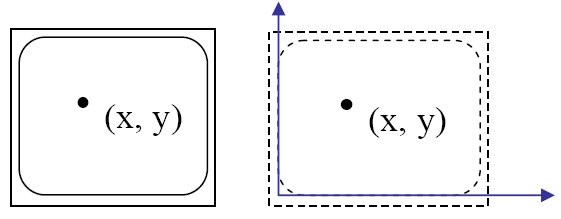 (x, y)
(x, y)